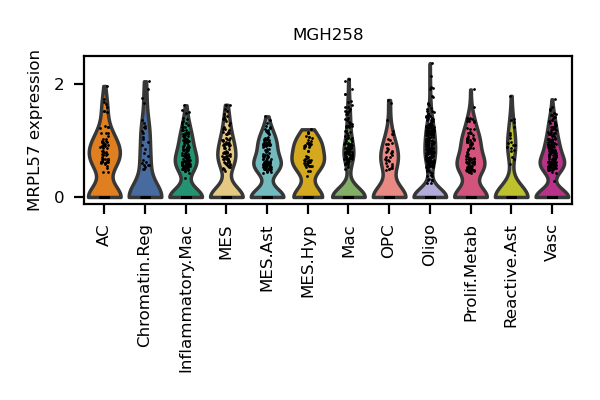 MGH258
MRPL57 expression
2
0
AC
Chromatin.Reg
Inflammatory.Mac
MES
MES.Ast
MES.Hyp
Mac
OPC
Oligo
Prolif.Metab
Reactive.Ast
Vasc